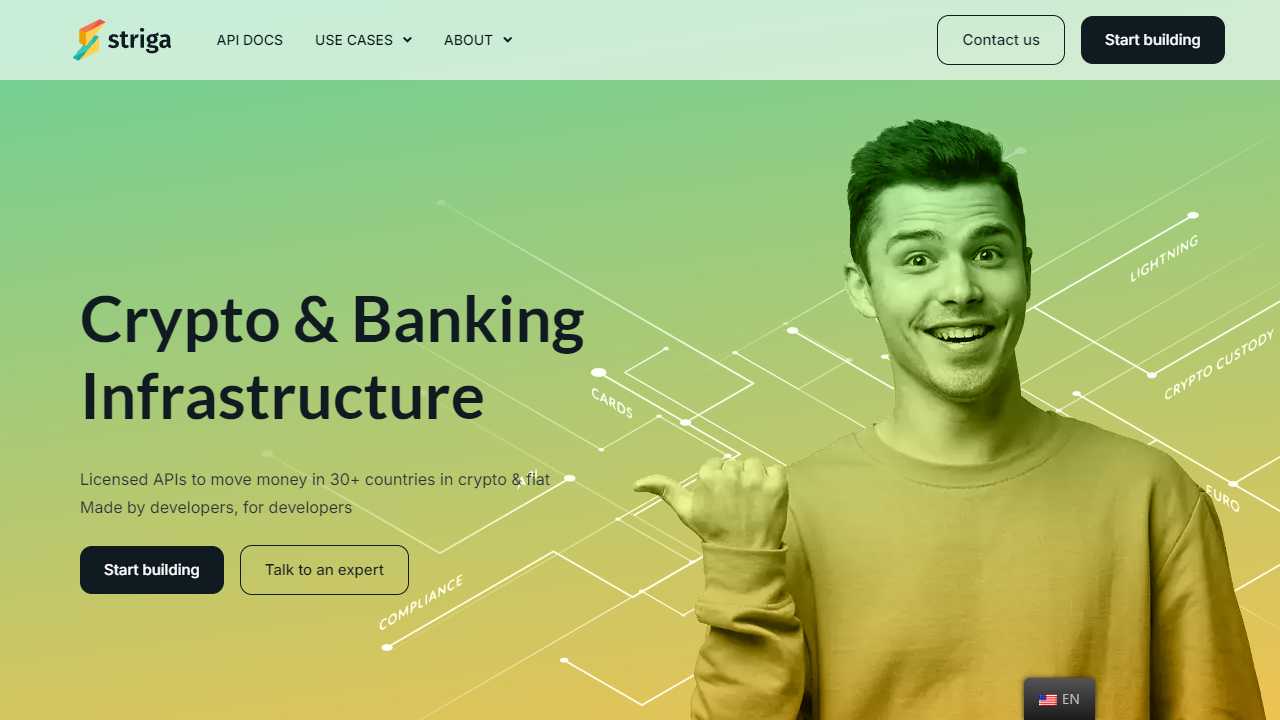 striga
API DOCS
USE CASES
ABOUT
Contact us
Start building
LIGHTNING
Crypto & Banking
Infrastructure
CRYPTO CUSTODY
CARDS
Licensed APIs to move money in 30+ countries in crypto & fiat
Made by developers, for developers
EURO
Start building
Talk to an expert
COMPLIANCE
EN